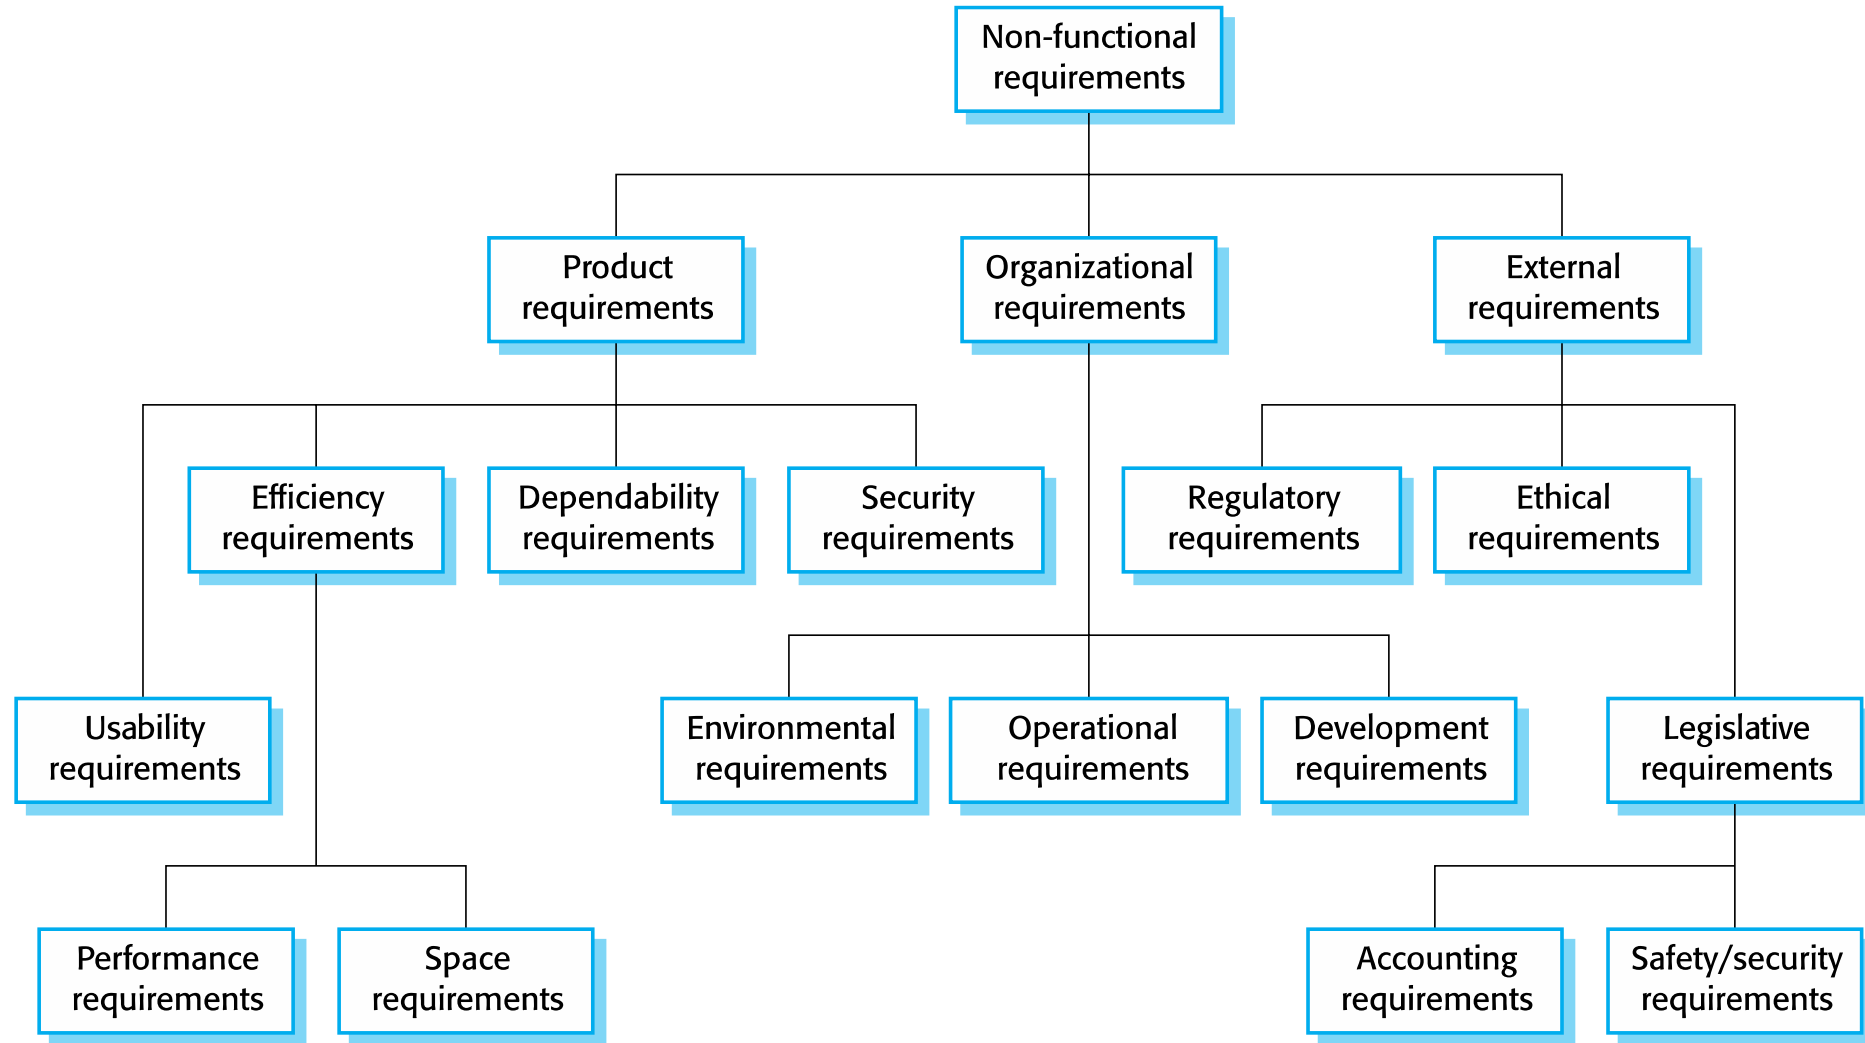 Non-functional
requirements
Product
requirements
Organizational
requirements
External
requirements
Efficiency
requirements
Dependability
requirements
Security
requirements
Regulatory
requirements
Ethical
requirements
Usability
requirements
Environmental
requirements
Operational
requirements
Development
requirements
Legislative
requirements
Performance
requirements
Space
requirements
Accounting
requirements
Safety/security
requirements